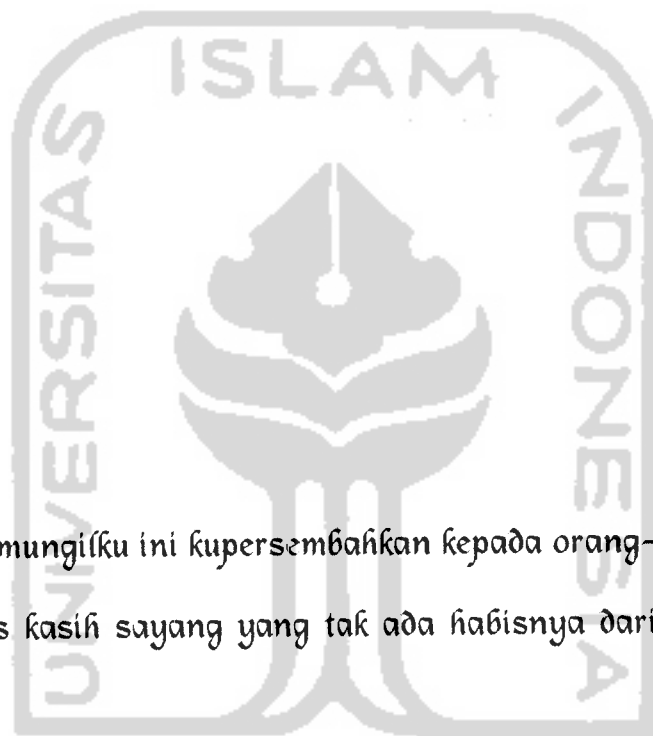 ISLAM
UNIVERSITAS
INDONESIA
mungilku ini kupersembahkan kepada orang-
s kasih sayang yang tak ada habisnya dari